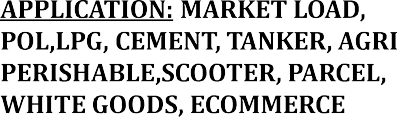 APPLICATION: MARKET LOAD,
POL,LPG, CEMENT, TANKER, AGRI
PERISHABLE,SCOOTER, PARCEL,
WHITE GOODS, ECOMMERCE